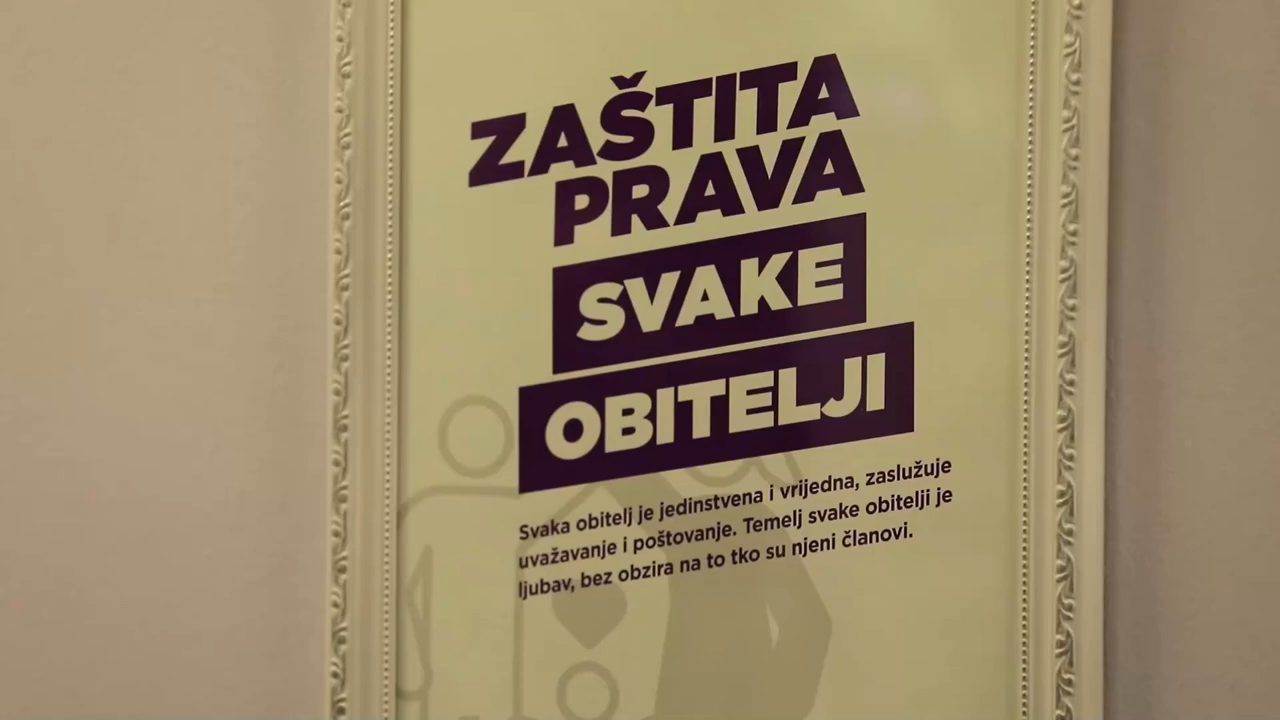 ZAŠTITA
PRAVA
SVAKE
OBITELJI
Svaka obitelj je jedinstvena i vrijedna, zaslužuje
uvažavanje i poštovanje. Temelj svake obitelji je
ljubav, bez obzira na to tko su njeni članovi.